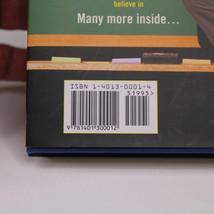 believe in
Many more inside...
ISBN 1-4013-0001-4
51995>
9 781401 300012